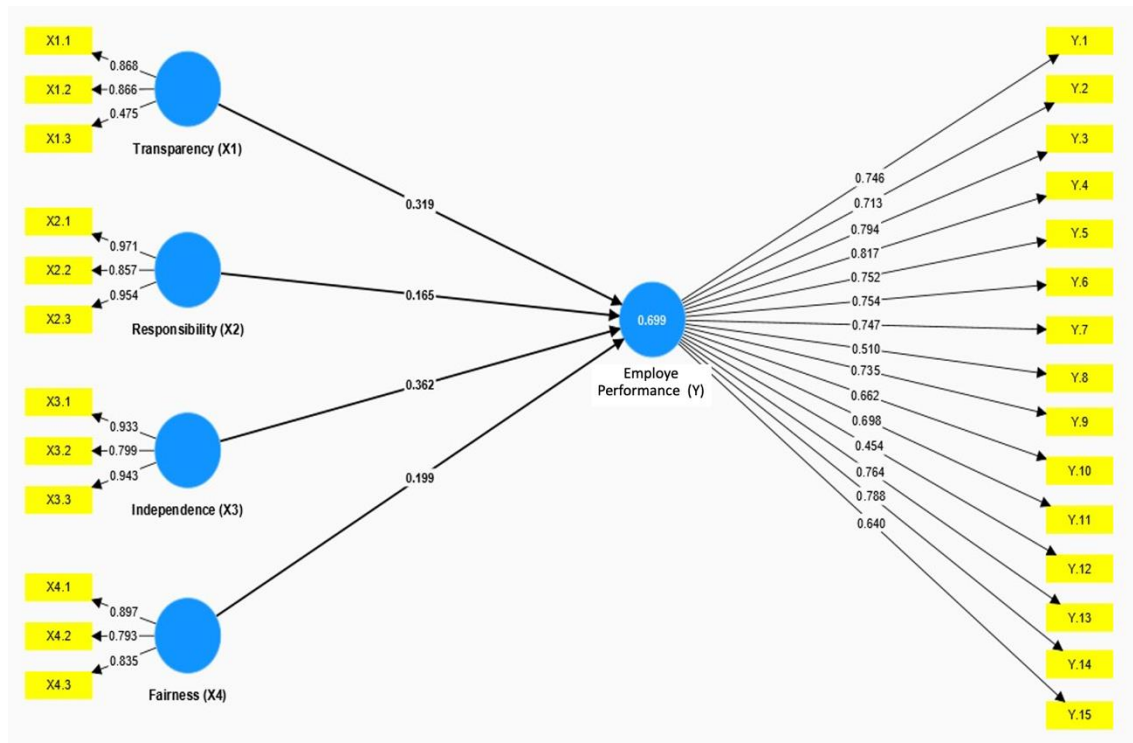 X1.1
0.868
X1.2
0.866
0.475
X1.3
Transparency (X1)
X2.1
0.971
X2.2
0.857
0.954
X2.3
Responsibility (X2)
X3.1
0.933
X3.2
0.799
0.943
X3.3
Independence (X3)
X4.1
0.897
X4.2
0.793
0.835
X4.3
Fairness (X4)
0.319
0.165
0.362
0.199
0.699
Employe
Performance (Y)
0.746
0.713
0.794
0.817
0.752
0.754
0.747
0.510
0.735
0.662
0.698
0.454
0.764
0.788
0.640
Y.1
Y.2
Y.3
Y.4
Y.5
Y.6
Y.7
Y.8
Y.9
Y.10
Y.11
Y.12
Y.13
Y.14
Y.15